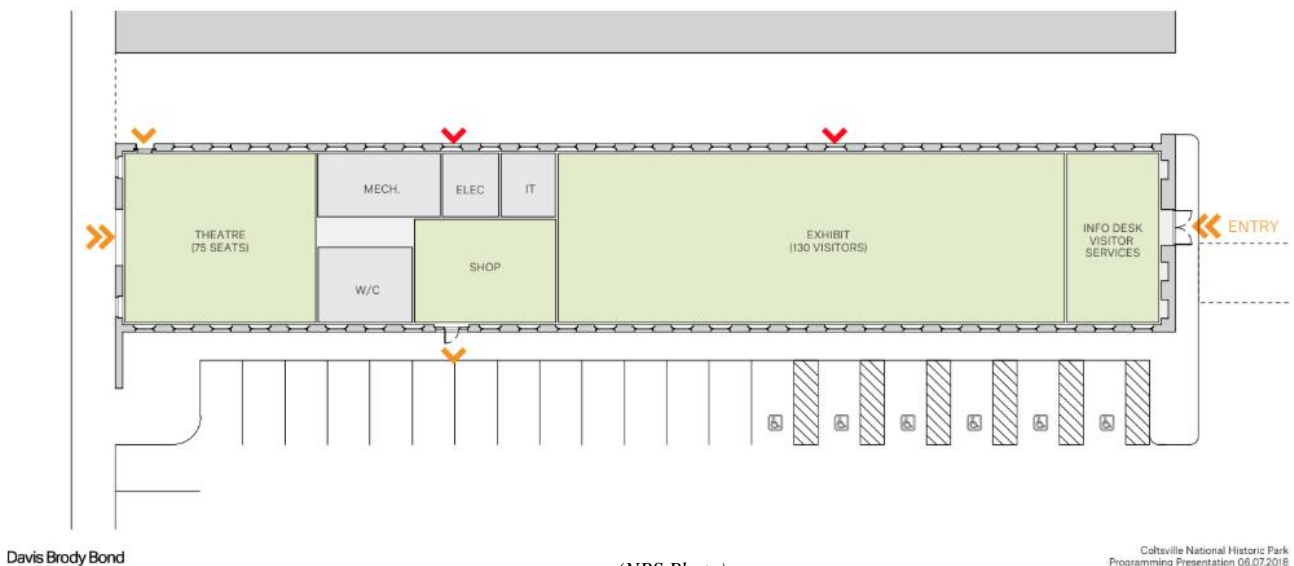 MECH.
ELEC
IT
THEATRE
(75 SEATS)
EXHIBIT
(130 VISITORS)
INFO DESK
VISITOR
SERVICES
ENTRY
SHOP
W/C
Davis Brody Bond
(NPS Photo)
Coltsville National Historic Park
Programming Presentation 06.07.2018